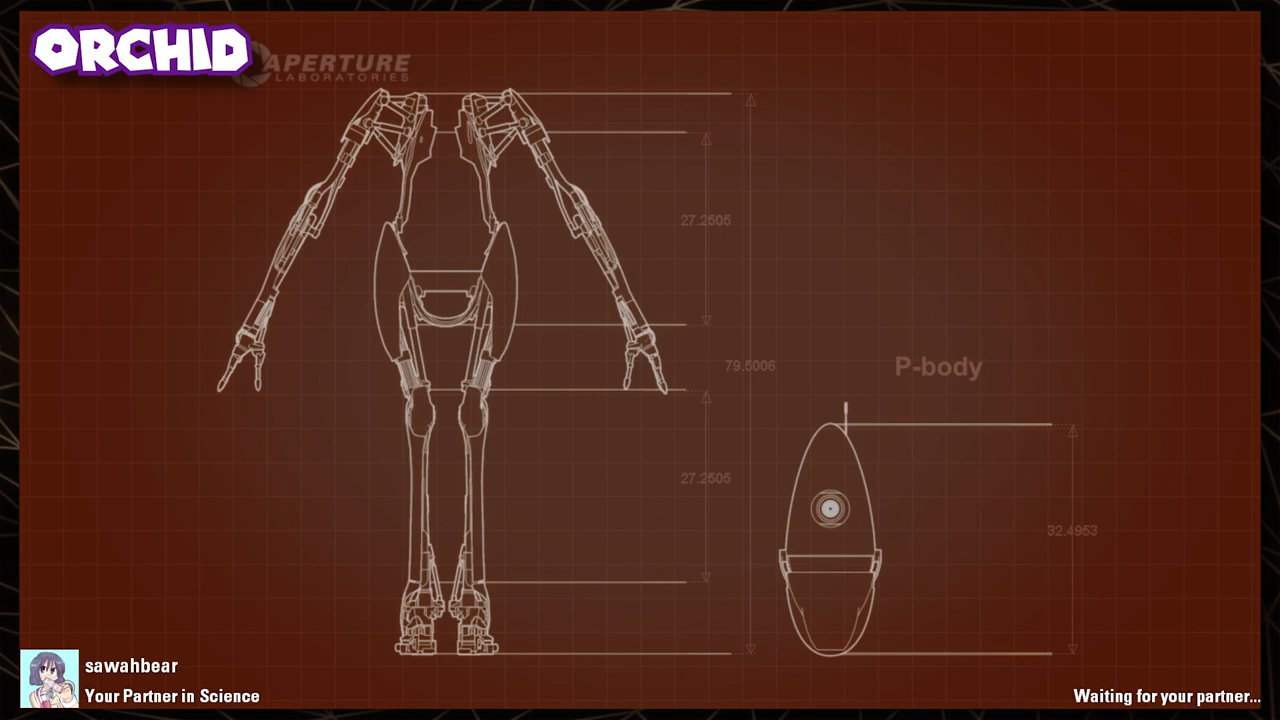 ORCHID
APERTURE
LABORATORIES
27.2505
79.5006
P-body
27.2505
32.4953
sawahbear
Your Partner in Science
Waiting for your partner...